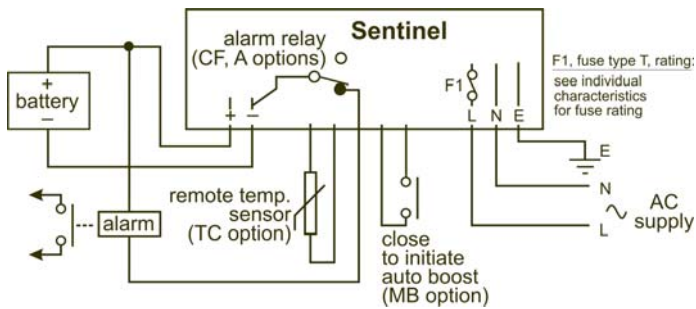 Sentinel
alarm relay
(CF, A options)
F1
L N E
+ –
F1, fuse type T, rating:
see individual
characteristics
for fuse rating
+
battery
–
alarm
remote temp.
sensor
(TC option)
close
to initiate
auto boost
(MB option)
E
N
L
AC
supply